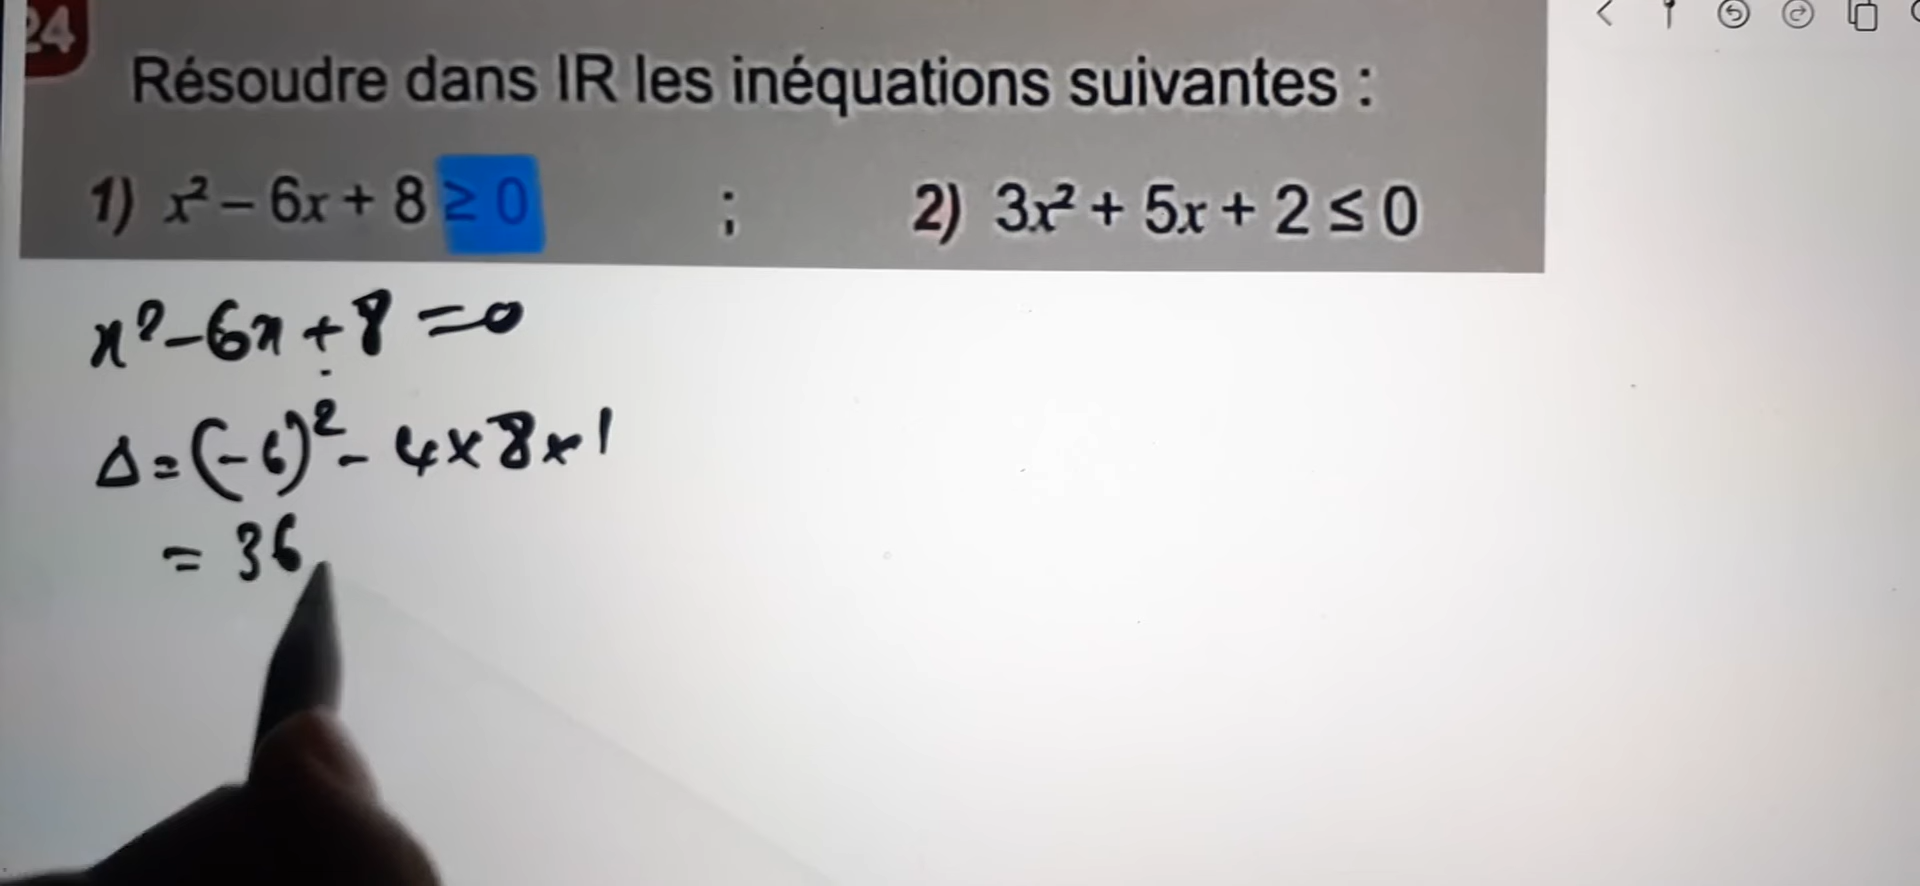 24
Résoudre dans IR les inéquations suivantes :
1) x² – 6x + 8 ≥ 0 ; 2) 3x² + 5x + 2 ≤ 0
x² – 6x + 8 = 0
Δ = (–6)² – 4 × 8 × 1
= 36